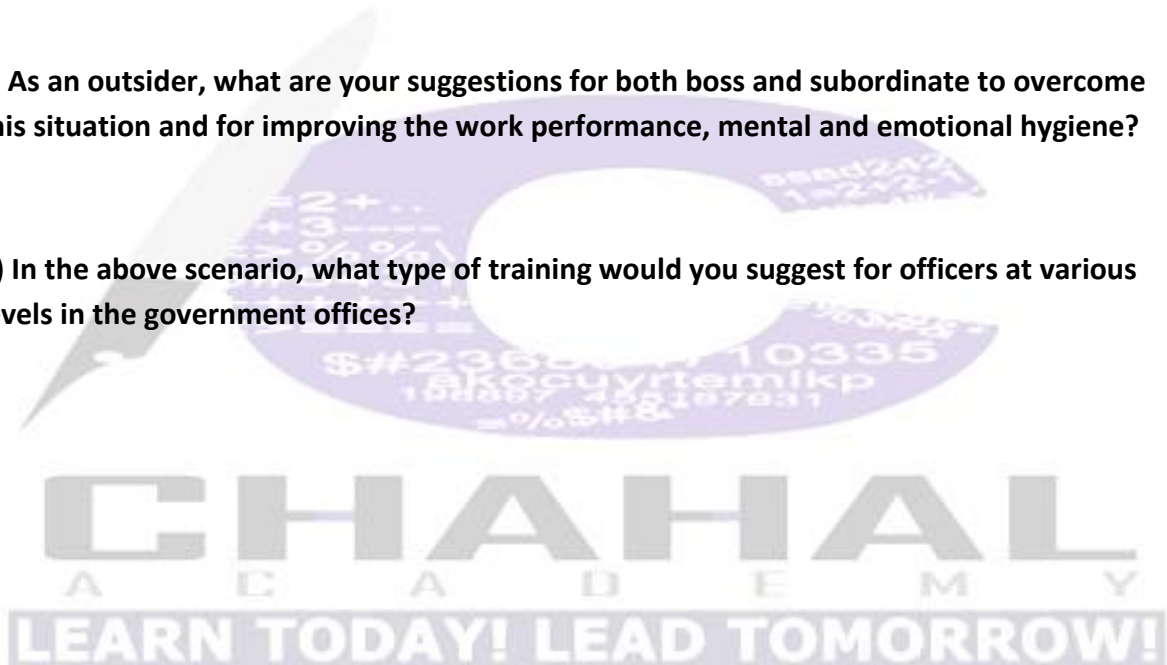 As an outsider, what are your suggestions for both boss and subordinate to overcome
his situation and for improving the work performance, mental and emotional hygiene?
) In the above scenario, what type of training would you suggest for officers at various
vels in the government offices?
CHAHAL
ACADEMY
LEARN TODAY! LEAD TOMORROW!